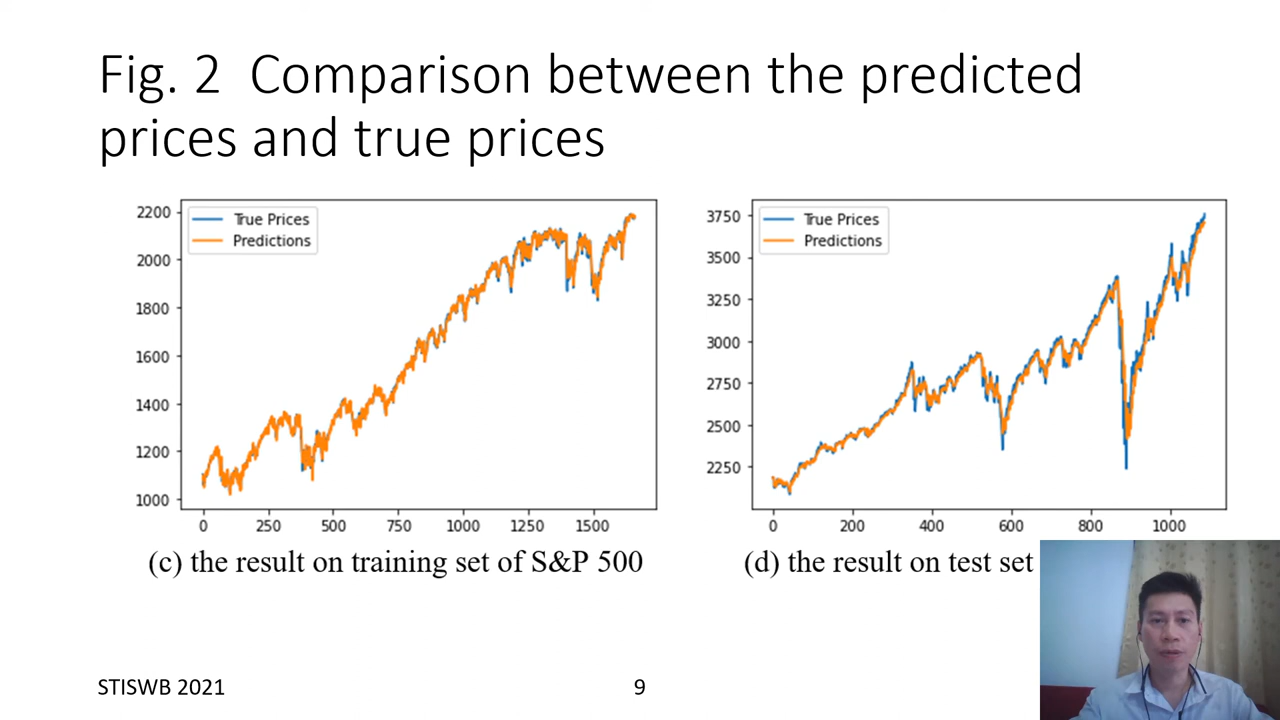 Fig. 2  Comparison between the predicted
prices and true prices
True Prices
Predictions
2200
2000
1800
1600
1400
1200
1000
0 250 500 750 1000 1250 1500
(c) the result on training set of S&P 500
True Prices
Predictions
3750
3500
3250
3000
2750
2500
2250
0 200 400 600 800 1000
(d) the result on test set
STISWB 2021
9